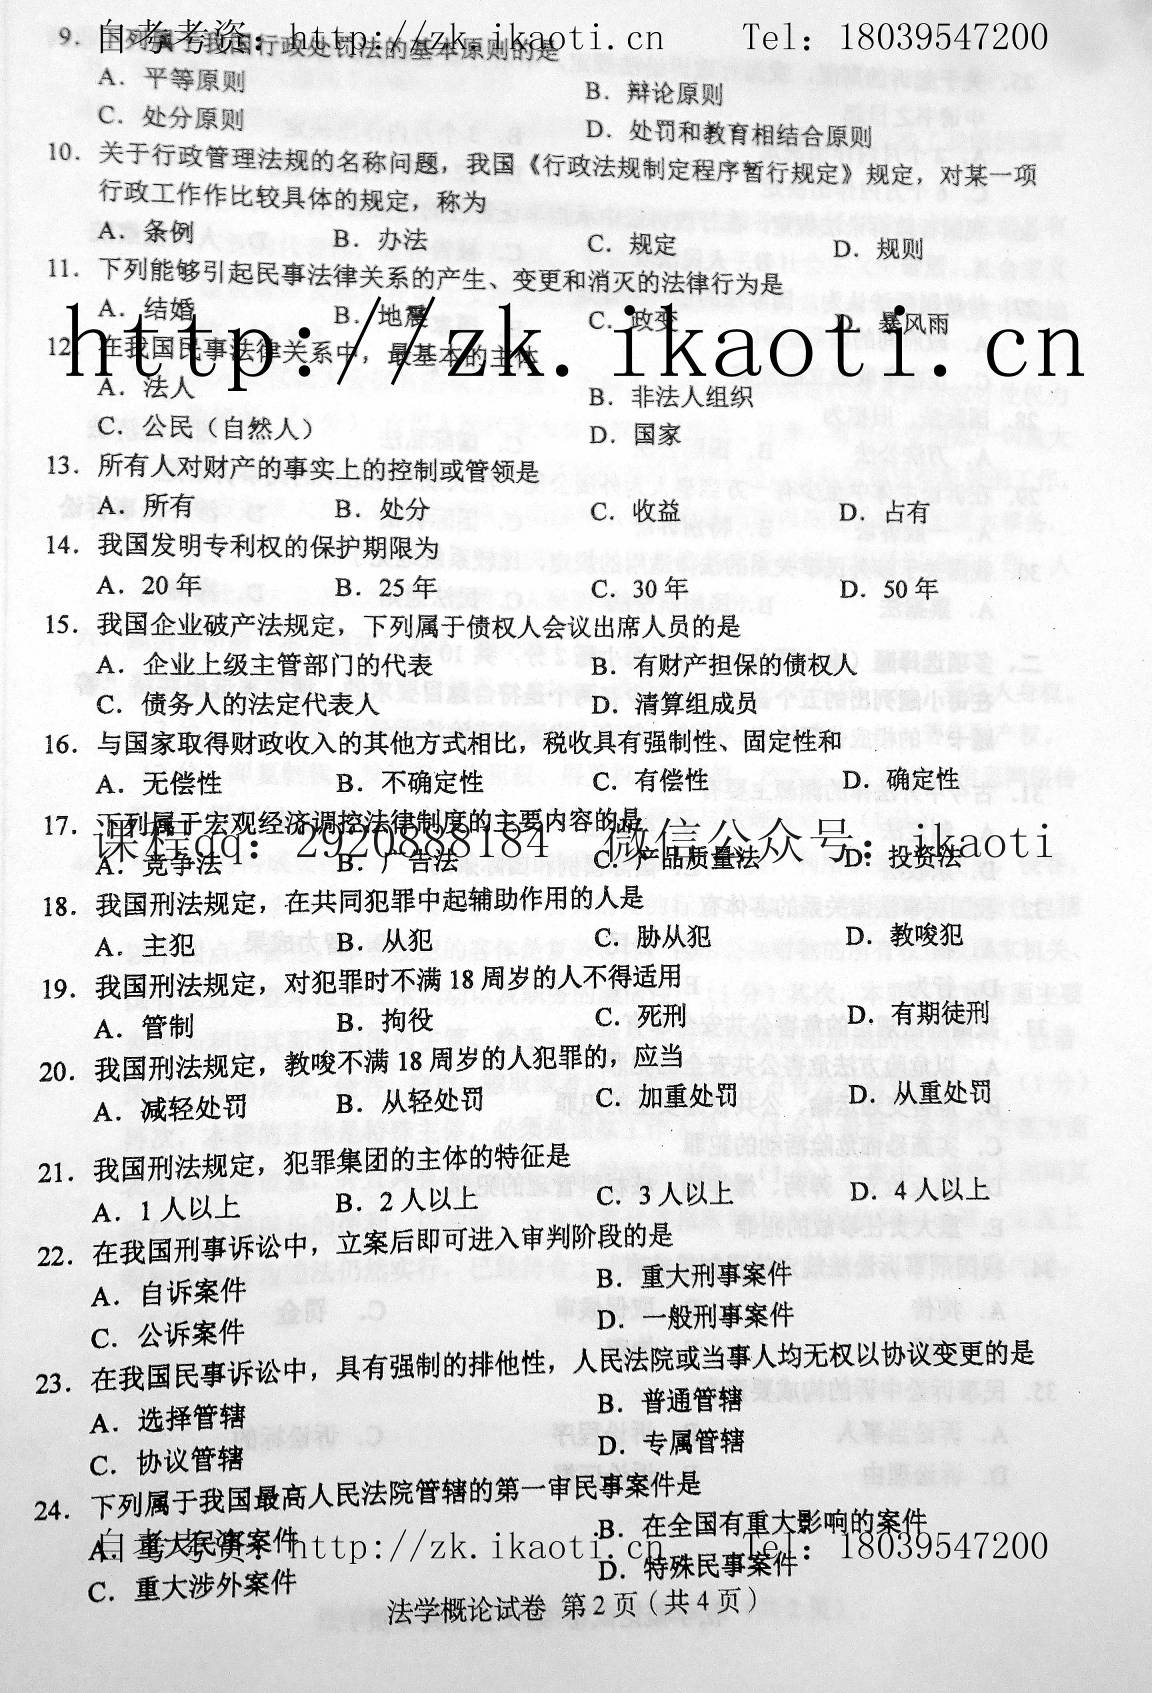 自考考资：http://zk.ikaoti.cn Tel：18039547200
9．下列属于我国行政处罚法的基本原则的是
A．平等原则 B．辩论原则
C．处分原则 D．处罚和教育相结合原则
10．关于行政管理法规的名称问题，我国《行政法规制定程序暂行规定》规定，对某一项
行政工作作比较具体的规定，称为
A．条例 B．办法 C．规定 D．规则
11．下列能够引起民事法律关系的产生、变更和消灭的法律行为是
A．结婚 B．地震 C．政变 D．暴风雨
http://zk.ikaoti.cn
12．在我国民事法律关系中，最基本的主体
A．法人 B．非法人组织
C．公民（自然人） D．国家
13．所有人对财产的事实上的控制或管领是
A．所有 B．处分 C．收益 D．占有
14．我国发明专利权的保护期限为
A．20 年 B．25 年 C．30 年 D．50 年
15．我国企业破产法规定，下列属于债权人会议出席人员的是
A．企业上级主管部门的代表 B．有财产担保的债权人
C．债务人的法定代表人 D．清算组成员
16．与国家取得财政收入的其他方式相比，税收具有强制性、固定性和
A．无偿性 B．不确定性 C．有偿性 D．确定性
17．下列属于宏观经济调控法律制度的主要内容的是
课程qq：2920888184 微信公众号：ikaoti
A．竞争法 B．广告法 C．产品质量法 D．投资法
18．我国刑法规定，在共同犯罪中起辅助作用的人是
A．主犯 B．从犯 C．胁从犯 D．教唆犯
19．我国刑法规定，对犯罪时不满 18 周岁的人不得适用
A．管制 B．拘役 C．死刑 D．有期徒刑
20．我国刑法规定，教唆不满 18 周岁的人犯罪的，应当
A．减轻处罚 B．从轻处罚 C．加重处罚 D．从重处罚
21．我国刑法规定，犯罪集团的主体的特征是
A．1 人以上 B．2 人以上 C．3 人以上 D．4 人以上
22．在我国刑事诉讼中，立案后即可进入审判阶段的是
A．自诉案件 B．重大刑事案件
C．公诉案件 D．一般刑事案件
23．在我国民事诉讼中，具有强制的排他性，人民法院或当事人均无权以协议变更的是
A．选择管辖 B．普通管辖
C．协议管辖 D．专属管辖
24．下列属于我国最高人民法院管辖的第一审民事案件是
A．重大民事案件 B．在全国有重大影响的案件
自考考资：http://zk.ikaoti.cn Tel：18039547200
C．重大涉外案件 D．特殊民事案件
法学概论试卷 第 2 页（共 4 页）